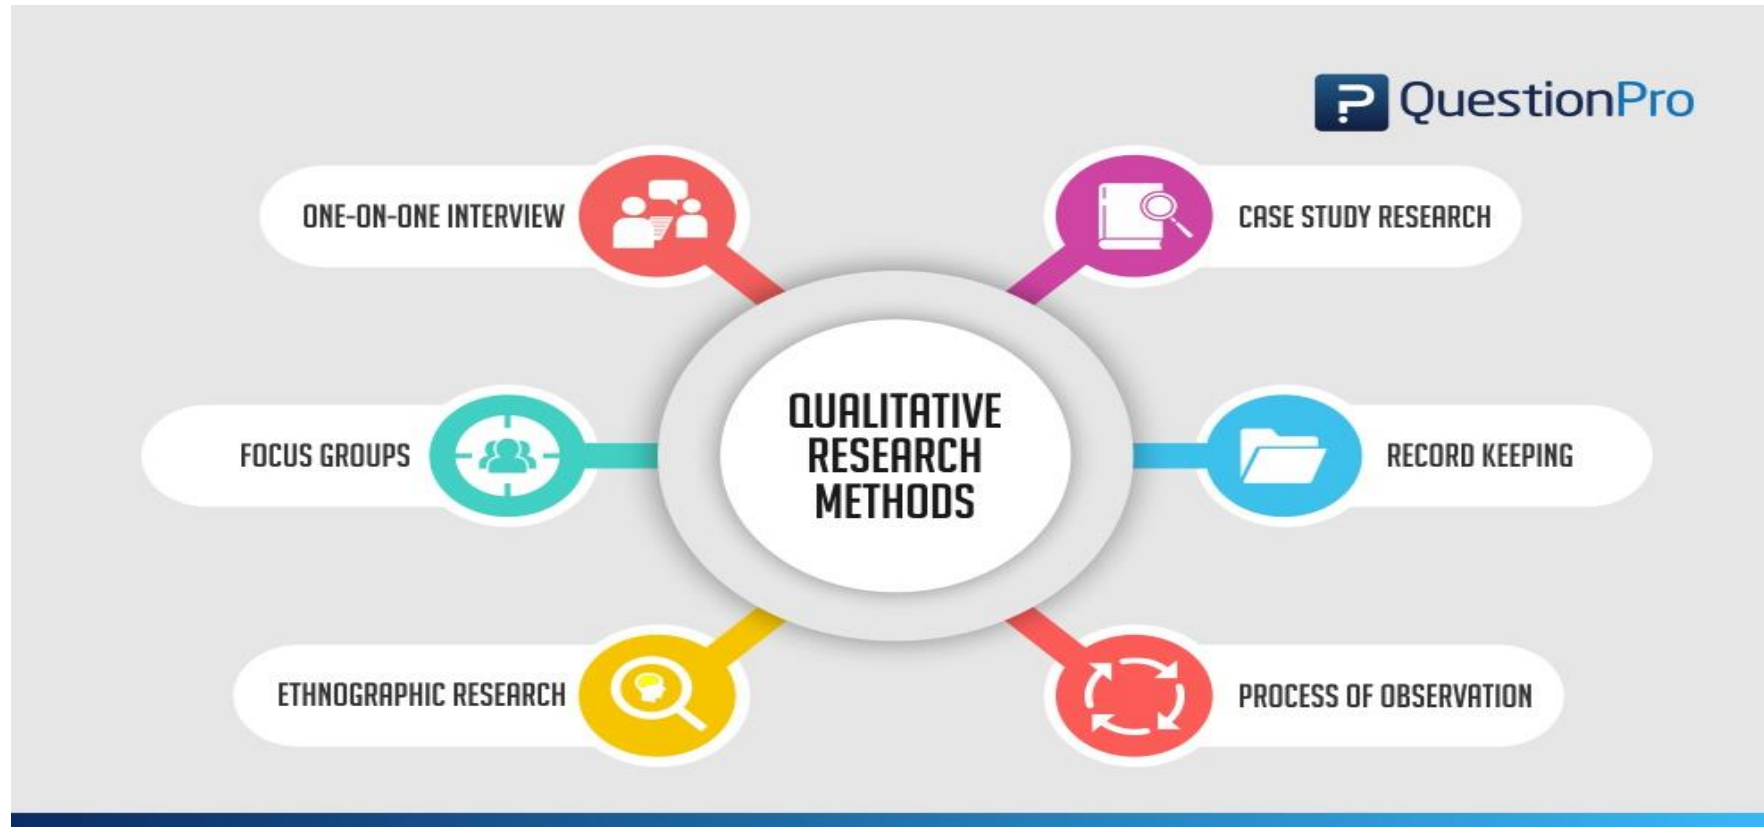 QuestionPro
ONE-ON-ONE INTERVIEW
CASE STUDY RESEARCH
QUALITATIVE
RESEARCH
METHODS
FOCUS GROUPS
RECORD KEEPING
ETHNOGRAPHIC RESEARCH
PROCESS OF OBSERVATION